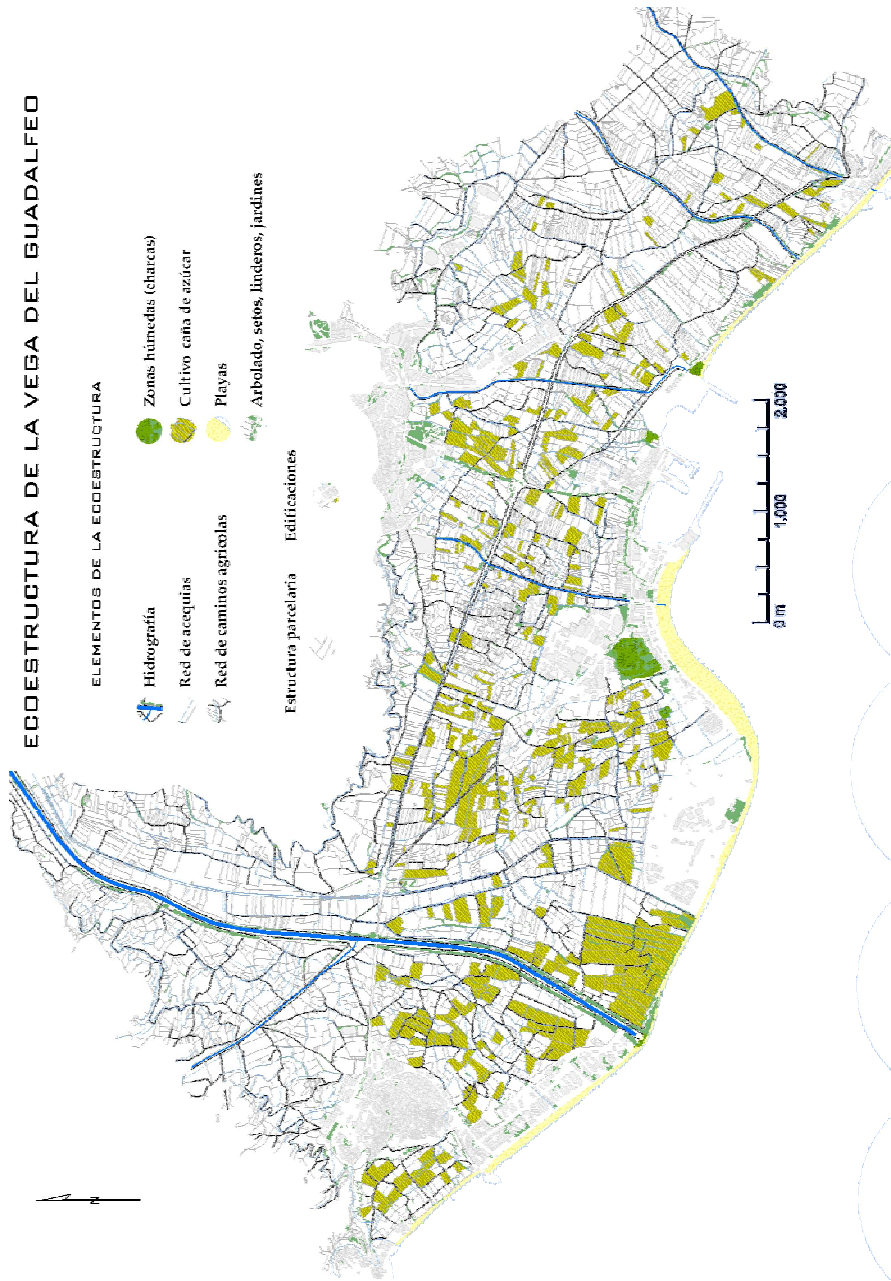 ECOESTRUCTURA DE LA VEGA DEL GUADALFEO
ELEMENTOS DE LA ECOESTRUCTURA
Hidrografía
Red de acequias
Red de caminos agrícolas
Estructura parcelaria
Edificaciones
Zonas húmedas (charcas)
Cultivo caña de azúcar
Playas
Arbolado, setos, linderos, jardines
N
0 m
1.000
2.000